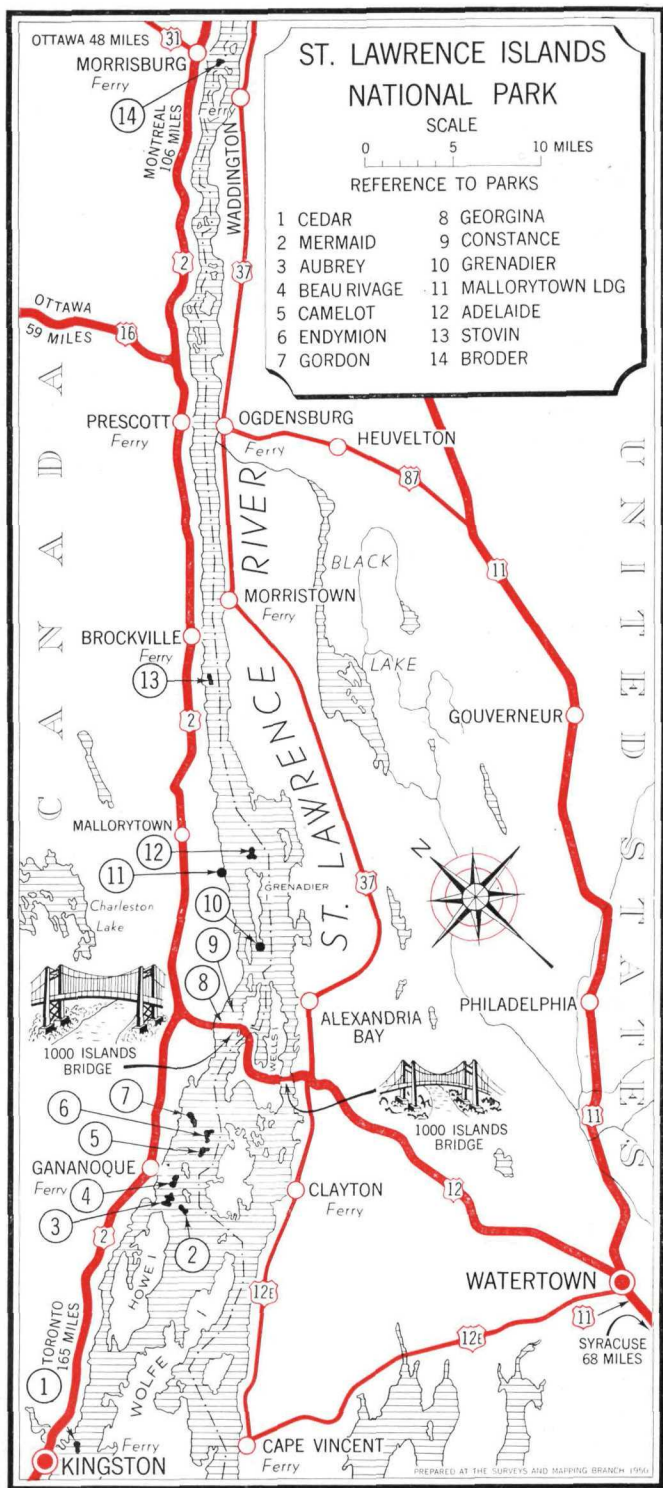 OTTAWA 48 MILES
31
MORRISBURG
Ferry
14
Ferry
WADDINGTON
MONTREAL
106 MILES
ST. LAWRENCE ISLANDS
NATIONAL PARK
SCALE
0 5 10 MILES
REFERENCE TO PARKS
1 CEDAR
2 MERMAID
3 AUBREY
4 BEAU RIVAGE
5 CAMELOT
6 ENDYMION
7 GORDON
8 GEORGINA
9 CONSTANCE
10 GRENADIER
11 MALLORYTOWN LDG
12 ADELAIDE
13 STOVIN
14 BRODER
2
37
OTTAWA
59 MILES
16
PRESCOTT
Ferry
OGDENSBURG
Ferry
HEUVELTON
87
11
CANADA
UNITED STATES
ST. LAWRENCE RIVER
BLACK
LAKE
MORRISTOWN
Ferry
BROCKVILLE
Ferry
13
2
GOUVERNEUR
MALLORYTOWN
12
11
GRENADIER
37
N
Charleston
Lake
10
9
8
ALEXANDRIA
BAY
PHILADELPHIA
1000 ISLANDS
BRIDGE
WELLS
1000 ISLANDS
BRIDGE
11
7
6
5
GANANOQUE
Ferry
4
3
2
CLAYTON
Ferry
12
2
HOWE I
WOLFE I
WATERTOWN
12E
12E
11
SYRACUSE
68 MILES
TORONTO
165 MILES
1
Ferry
KINGSTON
CAPE VINCENT
Ferry
PREPARED AT THE SURVEYS AND MAPPING BRANCH 1950